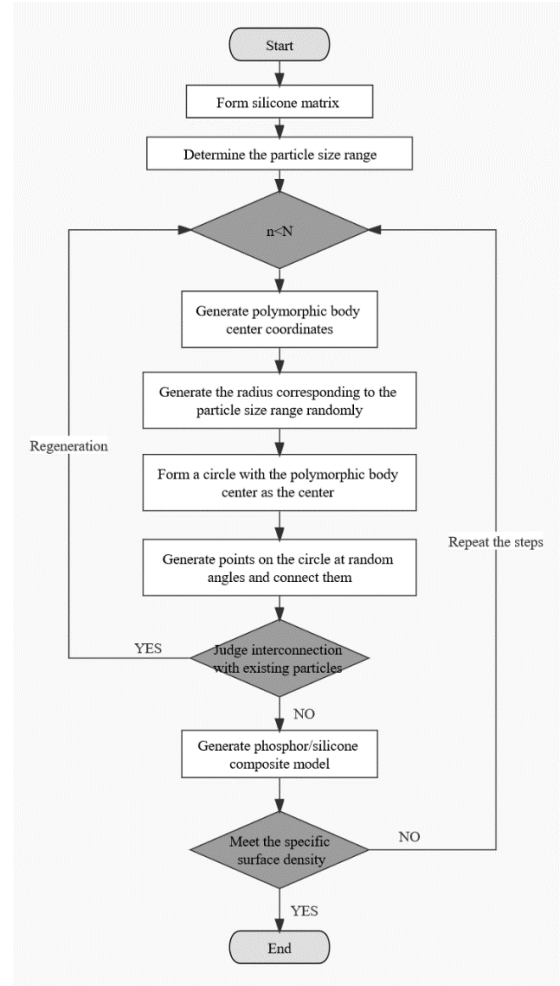 Start
Form silicone matrix
Determine the particle size range
n<N
Generate polymorphic body
center coordinates
Generate the radius corresponding to the
particle size range randomly
Regeneration
Form a circle with the polymorphic body
center as the center
Repeat the steps
Generate points on the circle at random
angles and connect them
YES
Judge interconnection
with existing particles
NO
Generate phosphor/silicone
composite model
Meet the specific
surface density
NO
YES
End